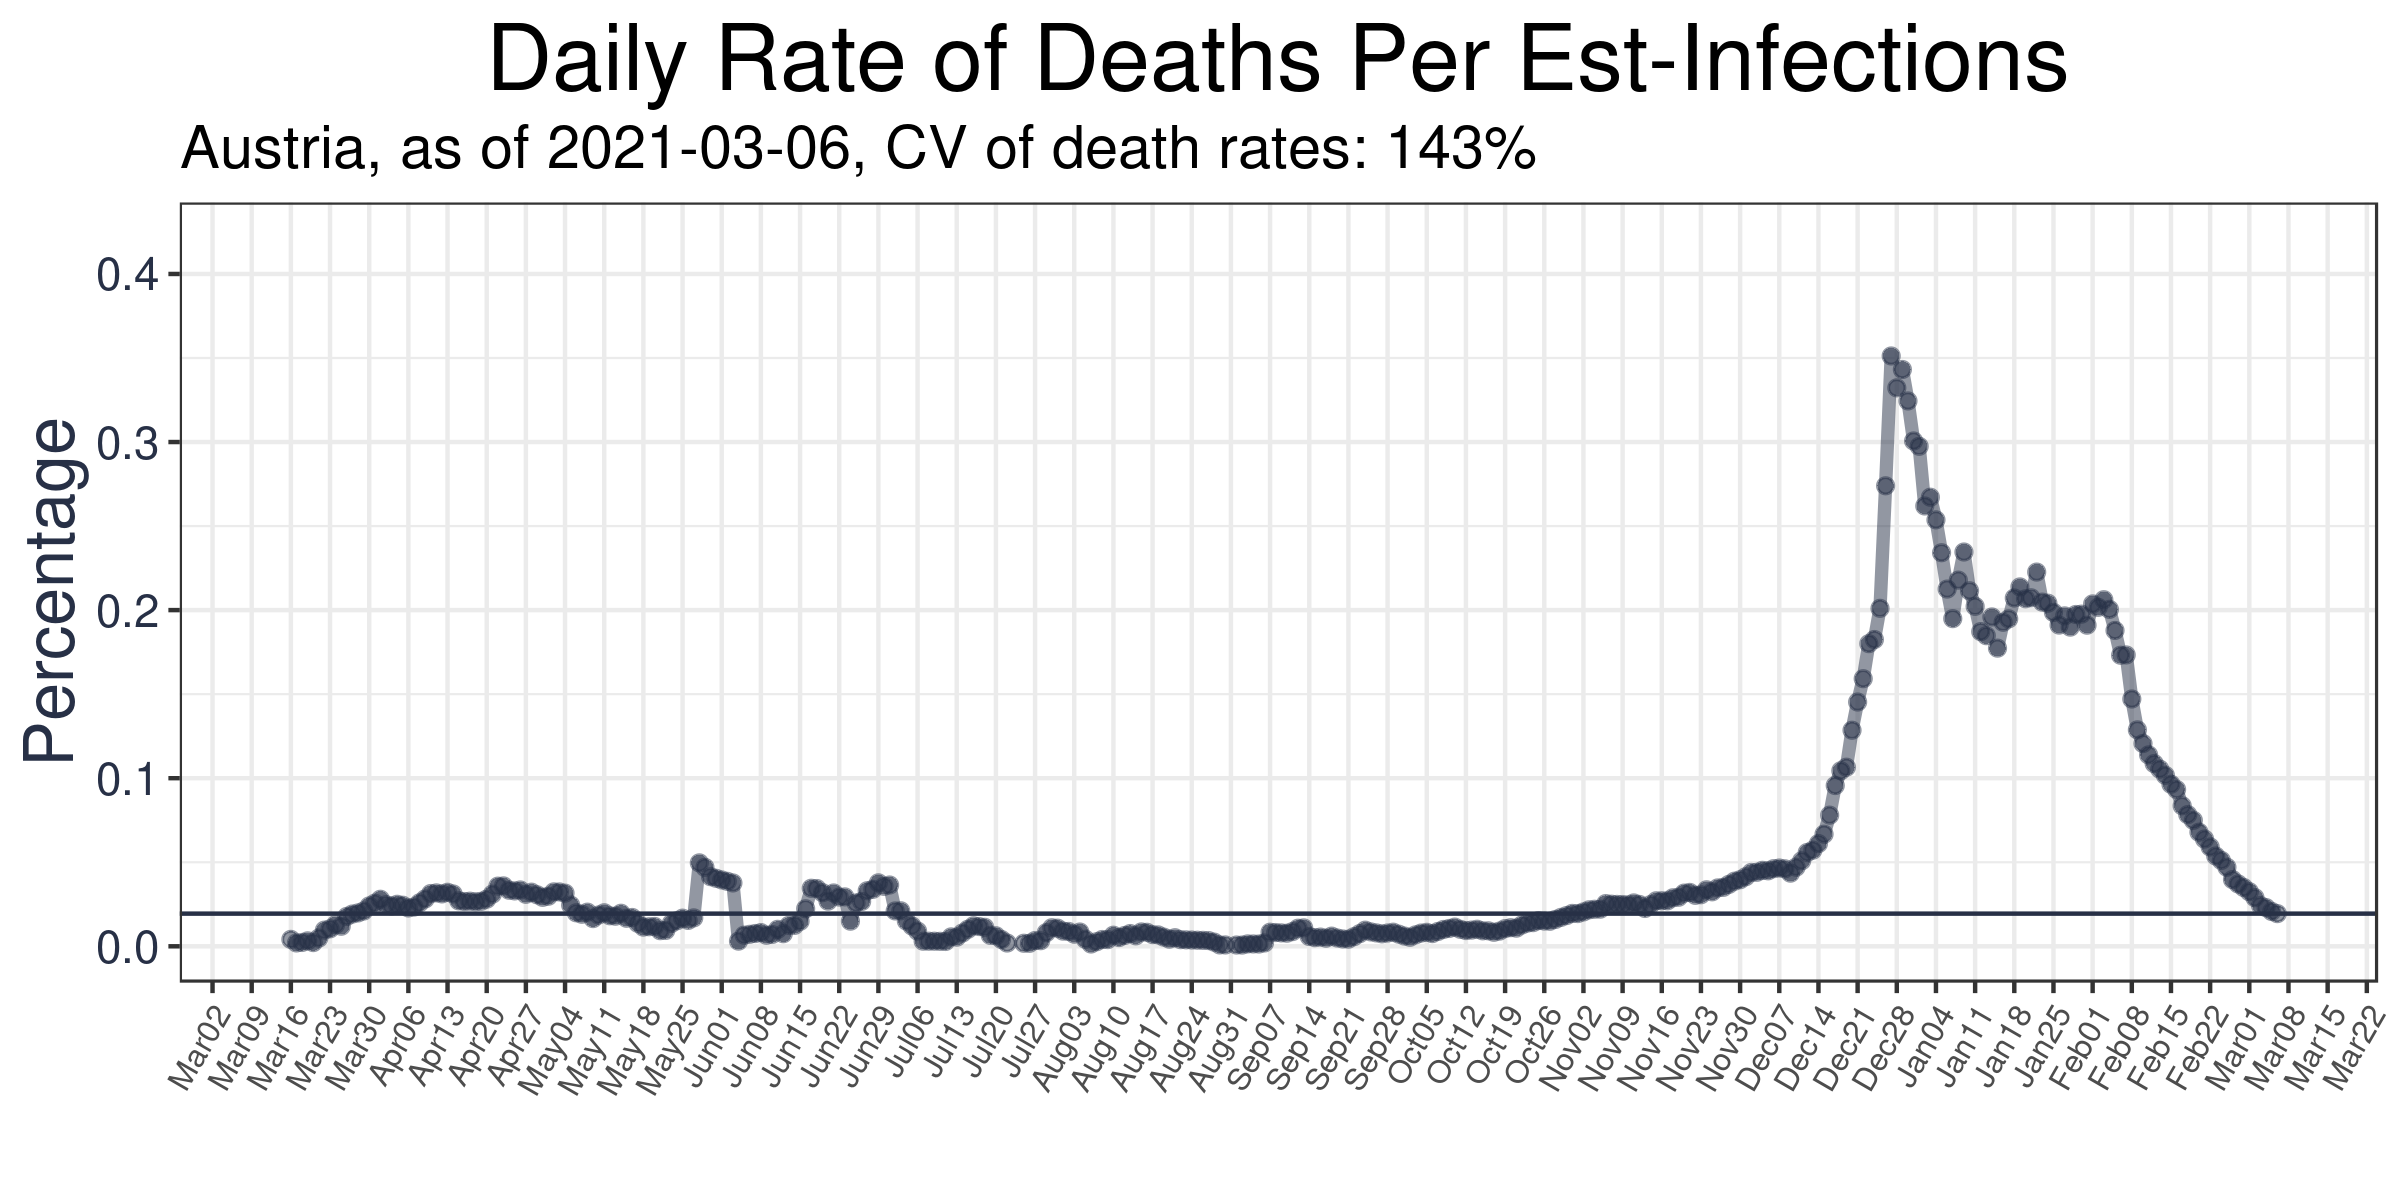 Daily Rate of Deaths Per Est-Infections
Austria, as of 2021-03-06, CV of death rates: 143%
Percentage
0.4
0.3
0.2
0.1
0.0
Mar02
Mar09
Mar16
Mar23
Mar30
Apr06
Apr13
Apr20
Apr27
May04
May11
May18
May25
Jun01
Jun08
Jun15
Jun22
Jun29
Jul06
Jul13
Jul20
Jul27
Aug03
Aug10
Aug17
Aug24
Aug31
Sep07
Sep14
Sep21
Sep28
Oct05
Oct12
Oct19
Oct26
Nov02
Nov09
Nov16
Nov23
Nov30
Dec07
Dec14
Dec21
Dec28
Dec04
Jan11
Jan18
Jan25
Feb01
Feb08
Feb15
Feb22
Mar01
Mar08
Mar15
Mar22